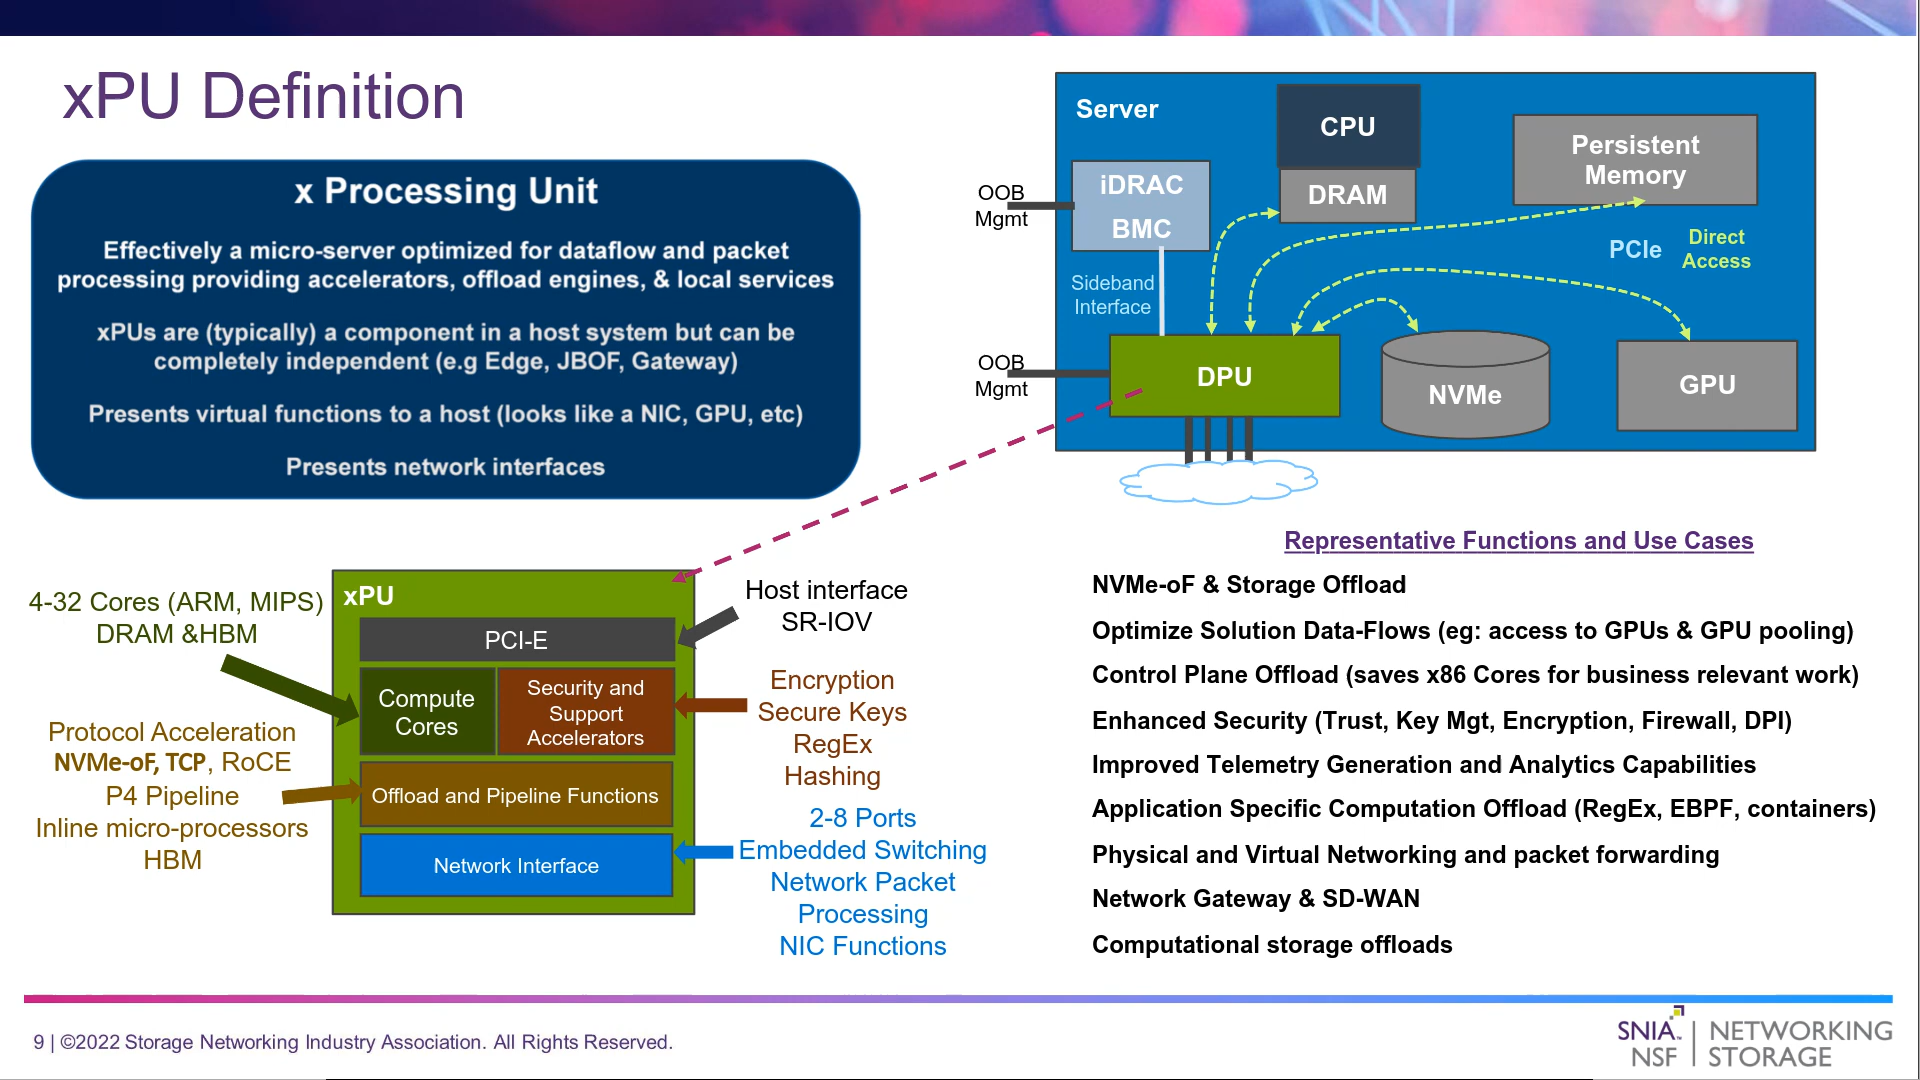 xPU Definition
x Processing Unit
Effectively a micro-server optimized for dataflow and packet
processing providing accelerators, offload engines, & local services
xPUs are (typically) a component in a host system but can be
completely independent (e.g Edge, JBOF, Gateway)
Presents virtual functions to a host (looks like a NIC, GPU, etc)
Presents network interfaces
Server
CPU
DRAM
Persistent
Memory
iDRAC
BMC
OOB
Mgmt
PCIe
Direct
Access
Sideband
Interface
OOB
Mgmt
DPU
NVMe
GPU
4-32 Cores (ARM, MIPS)
DRAM &HBM
Protocol Acceleration
NVMe-oF, TCP, RoCE
P4 Pipeline
Inline micro-processors
HBM
xPU
PCI-E
Compute
Cores
Security and
Support
Accelerators
Offload and Pipeline Functions
Network Interface
Host interface
SR-IOV
Encryption
Secure Keys
RegEx
Hashing
2-8 Ports
Embedded Switching
Network Packet
Processing
NIC Functions
Representative Functions and Use Cases
NVMe-oF & Storage Offload
Optimize Solution Data-Flows (eg: access to GPUs & GPU pooling)
Control Plane Offload (saves x86 Cores for business relevant work)
Enhanced Security (Trust, Key Mgt, Encryption, Firewall, DPI)
Improved Telemetry Generation and Analytics Capabilities
Application Specific Computation Offload (RegEx, EBPF, containers)
Physical and Virtual Networking and packet forwarding
Network Gateway & SD-WAN
Computational storage offloads
9 | ©2022 Storage Networking Industry Association. All Rights Reserved.
SNIA™ | NETWORKING
NSF | STORAGE